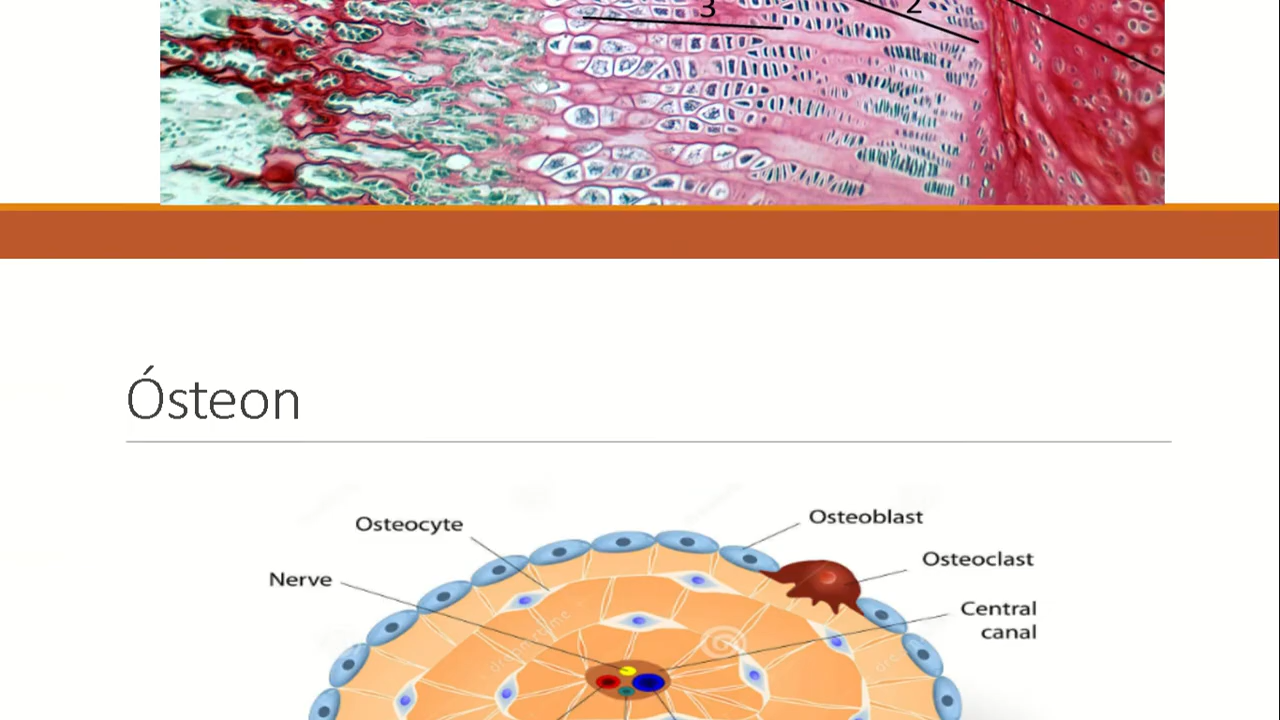 3
2
Ósteon
Osteocyte
Osteoblast
Nerve
Osteoclast
Central
canal